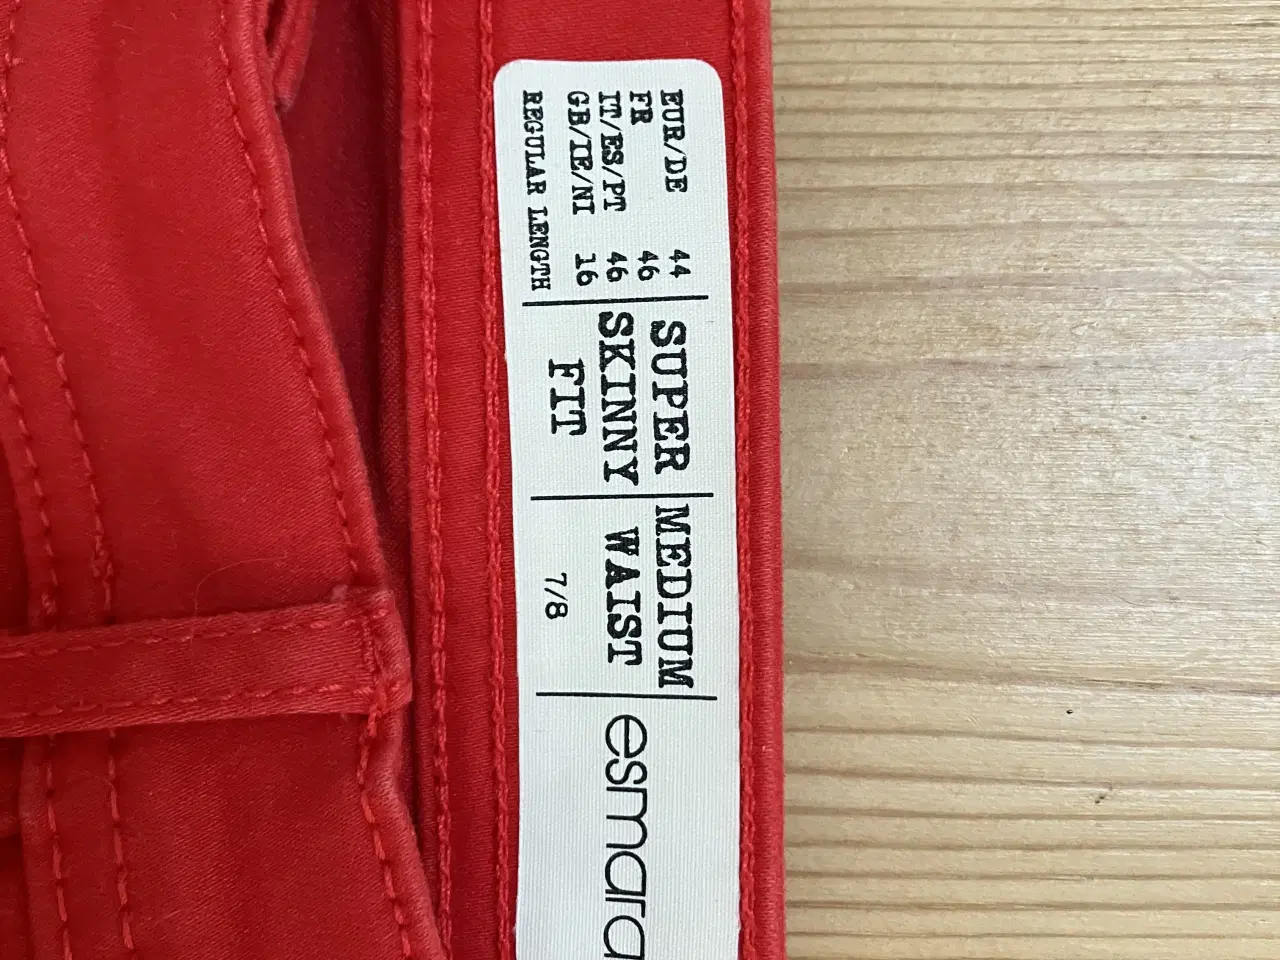 EUR/DE 44
FR 46
IT/ES/PT 46
GB/IE/NI 16
REGULAR LENGTH
SUPER
SKINNY
FIT
MEDIUM
WAIST
7/8
esmara